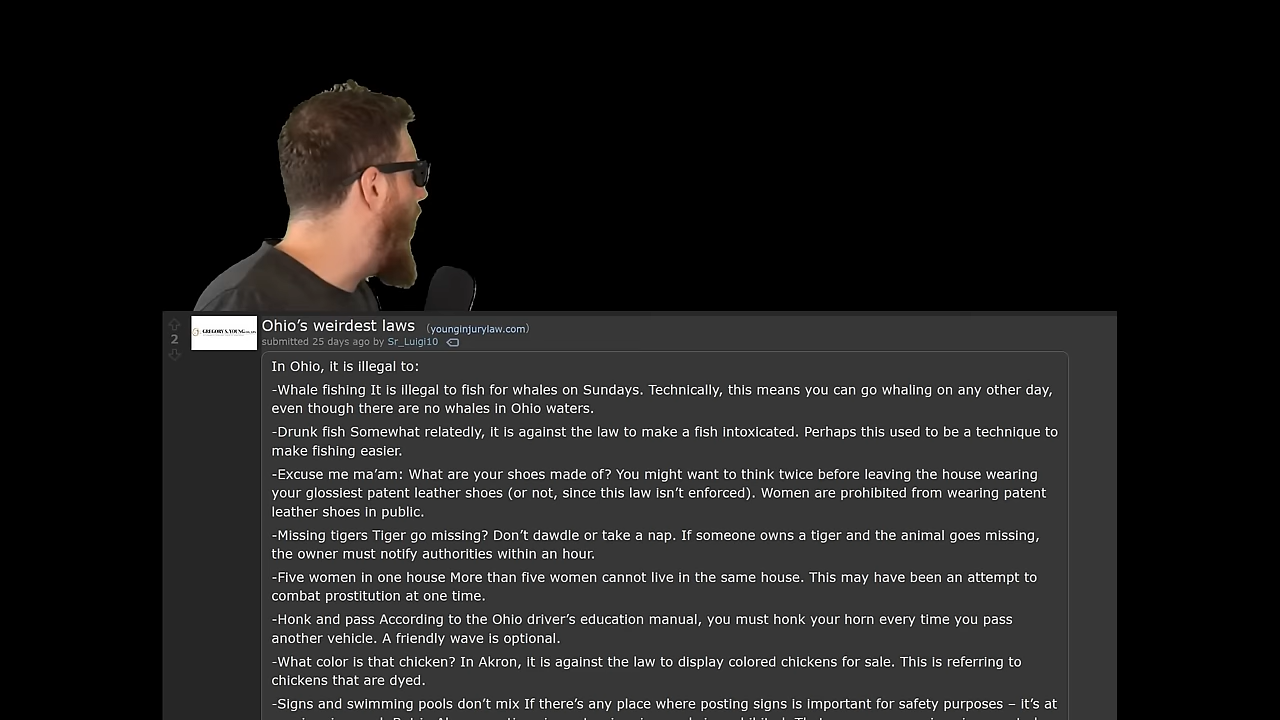 2
GREGORY S. YOUNG
Ohio’s weirdest laws (younginjurylaw.com)
submitted 25 days ago by Sr_Luigi10
In Ohio, it is illegal to:
-Whale fishing It is illegal to fish for whales on Sundays. Technically, this means you can go whaling on any other day,
even though there are no whales in Ohio waters.
-Drunk fish Somewhat relatedly, it is against the law to make a fish intoxicated. Perhaps this used to be a technique to
make fishing easier.
-Excuse me ma’am: What are your shoes made of? You might want to think twice before leaving the house wearing
your glossiest patent leather shoes (or not, since this law isn’t enforced). Women are prohibited from wearing patent
leather shoes in public.
-Missing tigers Tiger go missing? Don’t dawdle or take a nap. If someone owns a tiger and the animal goes missing,
the owner must notify authorities within an hour.
-Five women in one house More than five women cannot live in the same house. This may have been an attempt to
combat prostitution at one time.
-Honk and pass According to the Ohio driver’s education manual, you must honk your horn every time you pass
another vehicle. A friendly wave is optional.
-What color is that chicken? In Akron, it is against the law to display colored chickens for sale. This is referring to
chickens that are dyed.
-Signs and swimming pools don’t mix If there’s any place where posting signs is important for safety purposes – it’s at